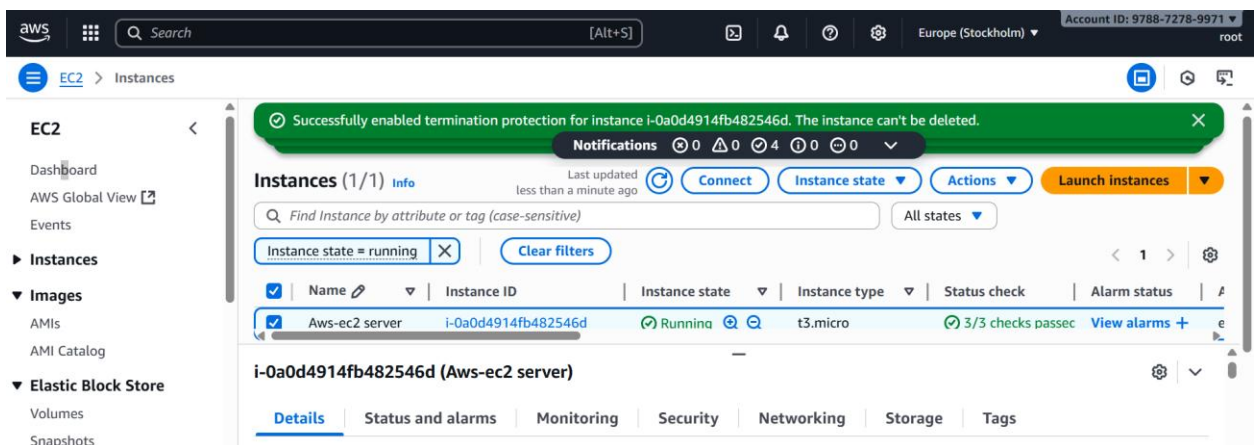 aws
Search [Alt+S]
Europe (Stockholm) ▼
Account ID: 9788-7278-9971 ▼
root
EC2 > Instances
EC2
Dashboard
AWS Global View
Events
Instances
Images
AMIs
AMI Catalog
Elastic Block Store
Volumes
Snapshots
Successfully enabled termination protection for instance i-0a0d4914fb482546d. The instance can't be deleted.
Notifications 0 0 4 0 0
Instances (1/1) Info
Last updated
less than a minute ago
Connect
Instance state ▼
Actions ▼
Launch instances ▼
Find Instance by attribute or tag (case-sensitive)
All states ▼
Instance state = running
Clear filters
< 1 >
Name Instance ID Instance state Instance type Status check Alarm status
Aws-ec2 server i-0a0d4914fb482546d Running t3.micro 3/3 checks passec View alarms +
i-0a0d4914fb482546d (Aws-ec2 server)
Details Status and alarms Monitoring Security Networking Storage Tags